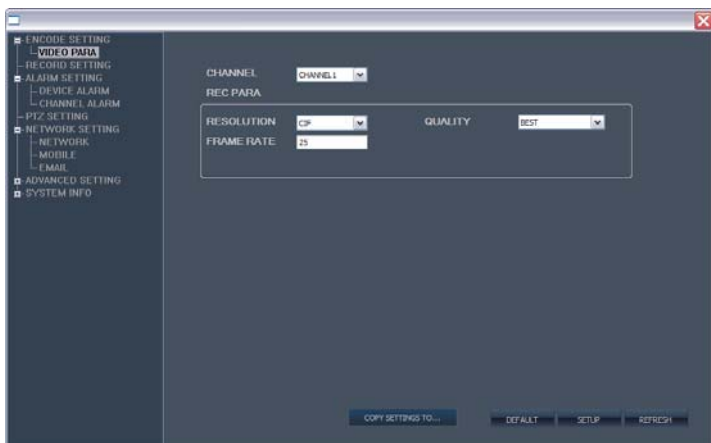 ENCODE SETTING
VIDEO PARA
RECORD SETTING
ALARM SETTING
DEVICE ALARM
CHANNEL ALARM
PTZ SETTING
NETWORK SETTING
NETWORK
MOBILE
EMAIL
ADVANCED SETTING
SYSTEM INFO
CHANNEL CHANNEL1
REC PARA
RESOLUTION CIF QUALITY BEST
FRAME RATE 25
COPY SETTINGS TO... DEFAULT SETUP REFRESH